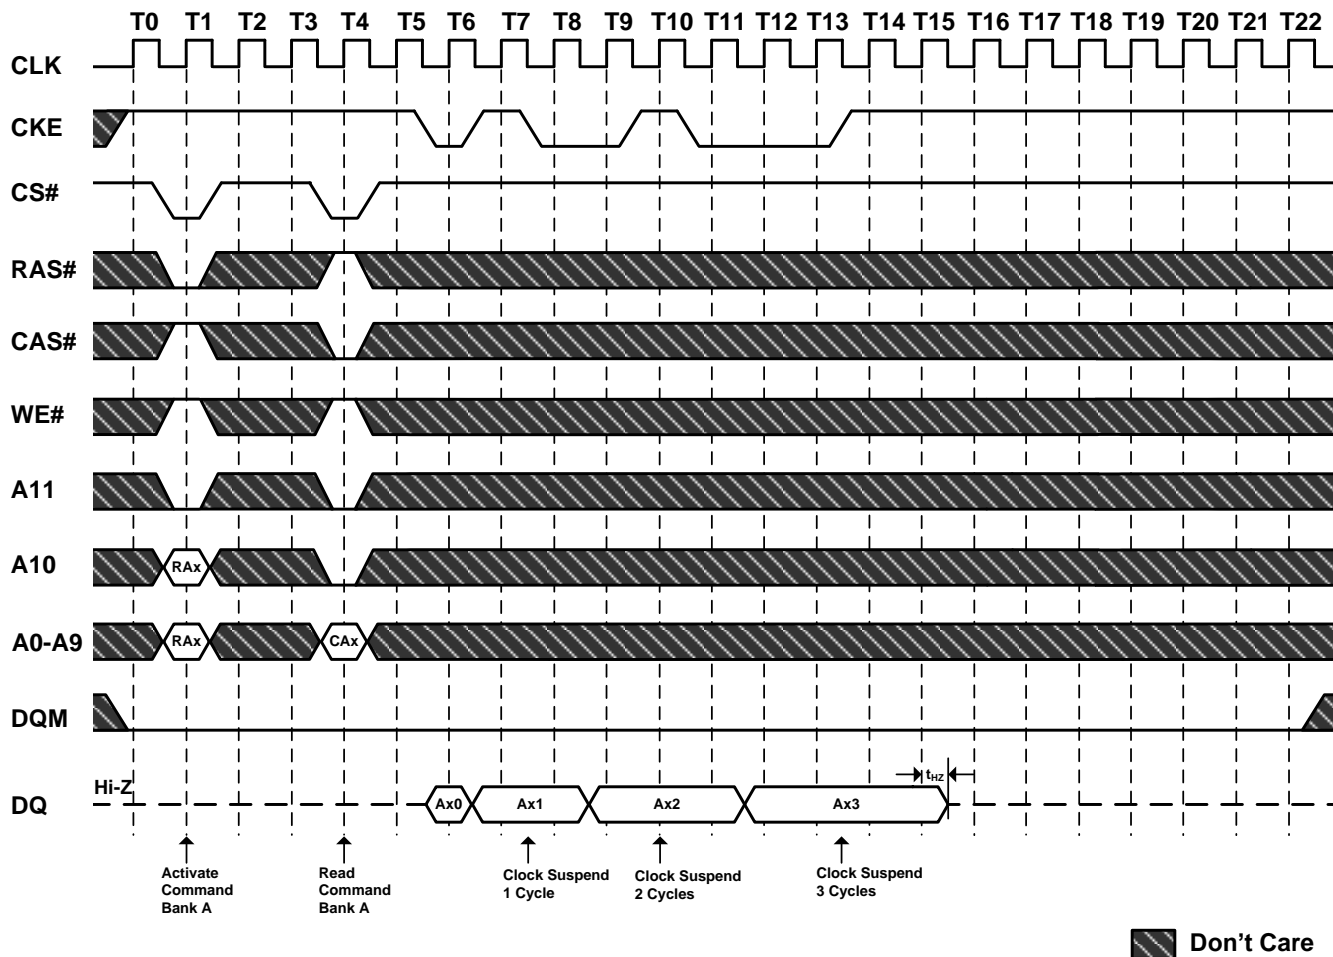 T0 T1 T2 T3 T4 T5 T6 T7 T8 T9 T10 T11 T12 T13 T14 T15 T16 T17 T18 T19 T20 T21 T22
CLK
CKE
CS#
RAS#
CAS#
WE#
A11
A10 RAx
A0-A9 RAx CAx
DQM
Hi-Z tHZ
DQ Ax0 Ax1 Ax2 Ax3
Activate
Command
Bank A
Read
Command
Bank A
Clock Suspend
1 Cycle
Clock Suspend
2 Cycles
Clock Suspend
3 Cycles
Don't Care